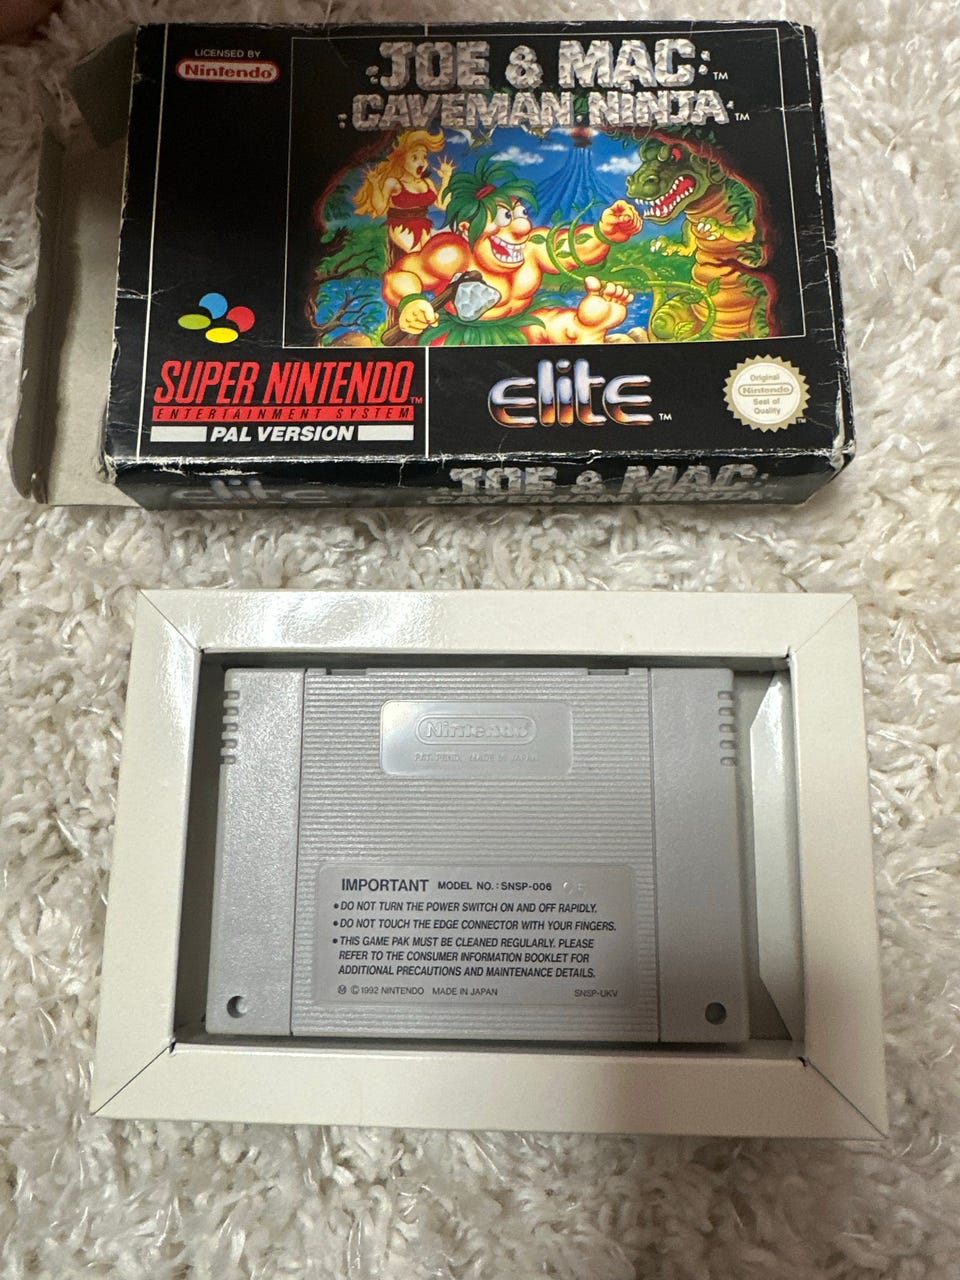 LICENSED BY
Nintendo
JOE & MAC TM
CAVEMAN NINJA TM
SUPER NINTENDO TM
ENTERTAINMENT SYSTEM
PAL VERSION
elite TM
Original
Nintendo
Seal of
Quality TM
elite
JOE & MAC
CAVEMAN NINJA
Nintendo
PAT. PEND. MADE IN JAPAN
IMPORTANT MODEL NO. : SNSP-006
• DO NOT TURN THE POWER SWITCH ON AND OFF RAPIDLY.
• DO NOT TOUCH THE EDGE CONNECTOR WITH YOUR FINGERS.
• THIS GAME PAK MUST BE CLEANED REGULARLY. PLEASE
REFER TO THE CONSUMER INFORMATION BOOKLET FOR
ADDITIONAL PRECAUTIONS AND MAINTENANCE DETAILS.
Ⓜ ©1992 NINTENDO MADE IN JAPAN SNSP-UKV